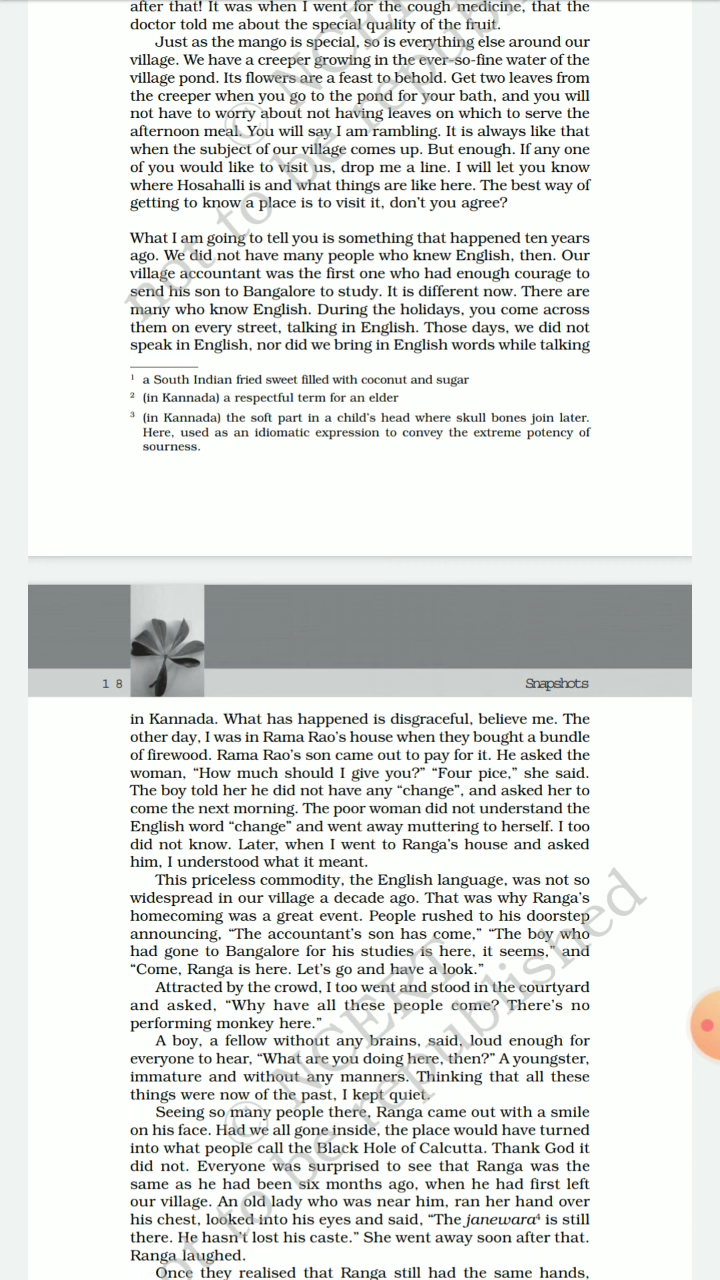 after that! It was when I went for the cough medicine, that the
doctor told me about the special quality of the fruit.
Just as the mango is special, so is everything else around our
village. We have a creeper growing in the ever-so-fine water of the
village pond. Its flowers are a feast to behold. Get two leaves from
the creeper when you go to the pond for your bath, and you will
not have to worry about not having leaves on which to serve the
afternoon meal. You will say I am rambling. It is always like that
when the subject of our village comes up. But enough. If any one
of you would like to visit us, drop me a line. I will let you know
where Hosahalli is and what things are like here. The best way of
getting to know a place is to visit it, don't you agree?
What I am going to tell you is something that happened ten years
ago. We did not have many people who knew English, then. Our
village accountant was the first one who had enough courage to
send his son to Bangalore to study. It is different now. There are
many who know English. During the holidays, you come across
them on every street, talking in English. Those days, we did not
speak in English, nor did we bring in English words while talking
1 a South Indian fried sweet filled with coconut and sugar
2 (in Kannada) a respectful term for an elder
3 (in Kannada) the soft part in a child's head where skull bones join later.
Here, used as an idiomatic expression to convey the extreme potency of
sourness.
© NCERT
not to be republished
18 Snapshots
in Kannada. What has happened is disgraceful, believe me. The
other day, I was in Rama Rao's house when they bought a bundle
of firewood. Rama Rao's son came out to pay for it. He asked the
woman, “How much should I give you?” “Four pice,” she said.
The boy told her he did not have any “change”, and asked her to
come the next morning. The poor woman did not understand the
English word “change” and went away muttering to herself. I too
did not know. Later, when I went to Ranga's house and asked
him, I understood what it meant.
This priceless commodity, the English language, was not so
widespread in our village a decade ago. That was why Ranga's
homecoming was a great event. People rushed to his doorstep
announcing, “The accountant's son has come,” “The boy who
had gone to Bangalore for his studies is here, it seems,” and
“Come, Ranga is here. Let's go and have a look.”
Attracted by the crowd, I too went and stood in the courtyard
and asked, “Why have all these people come? There's no
performing monkey here.”
A boy, a fellow without any brains, said, loud enough for
everyone to hear, “What are you doing here, then?” A youngster,
immature and without any manners. Thinking that all these
things were now of the past, I kept quiet.
Seeing so many people there, Ranga came out with a smile
on his face. Had we all gone inside, the place would have turned
into what people call the Black Hole of Calcutta. Thank God it
did not. Everyone was surprised to see that Ranga was the
same as he had been six months ago, when he had first left
our village. An old lady who was near him, ran her hand over
his chest, looked into his eyes and said, “The janewara4 is still
there. He hasn't lost his caste.” She went away soon after that.
Ranga laughed.
Once they realised that Ranga still had the same hands,
© NCERT
not to be republished